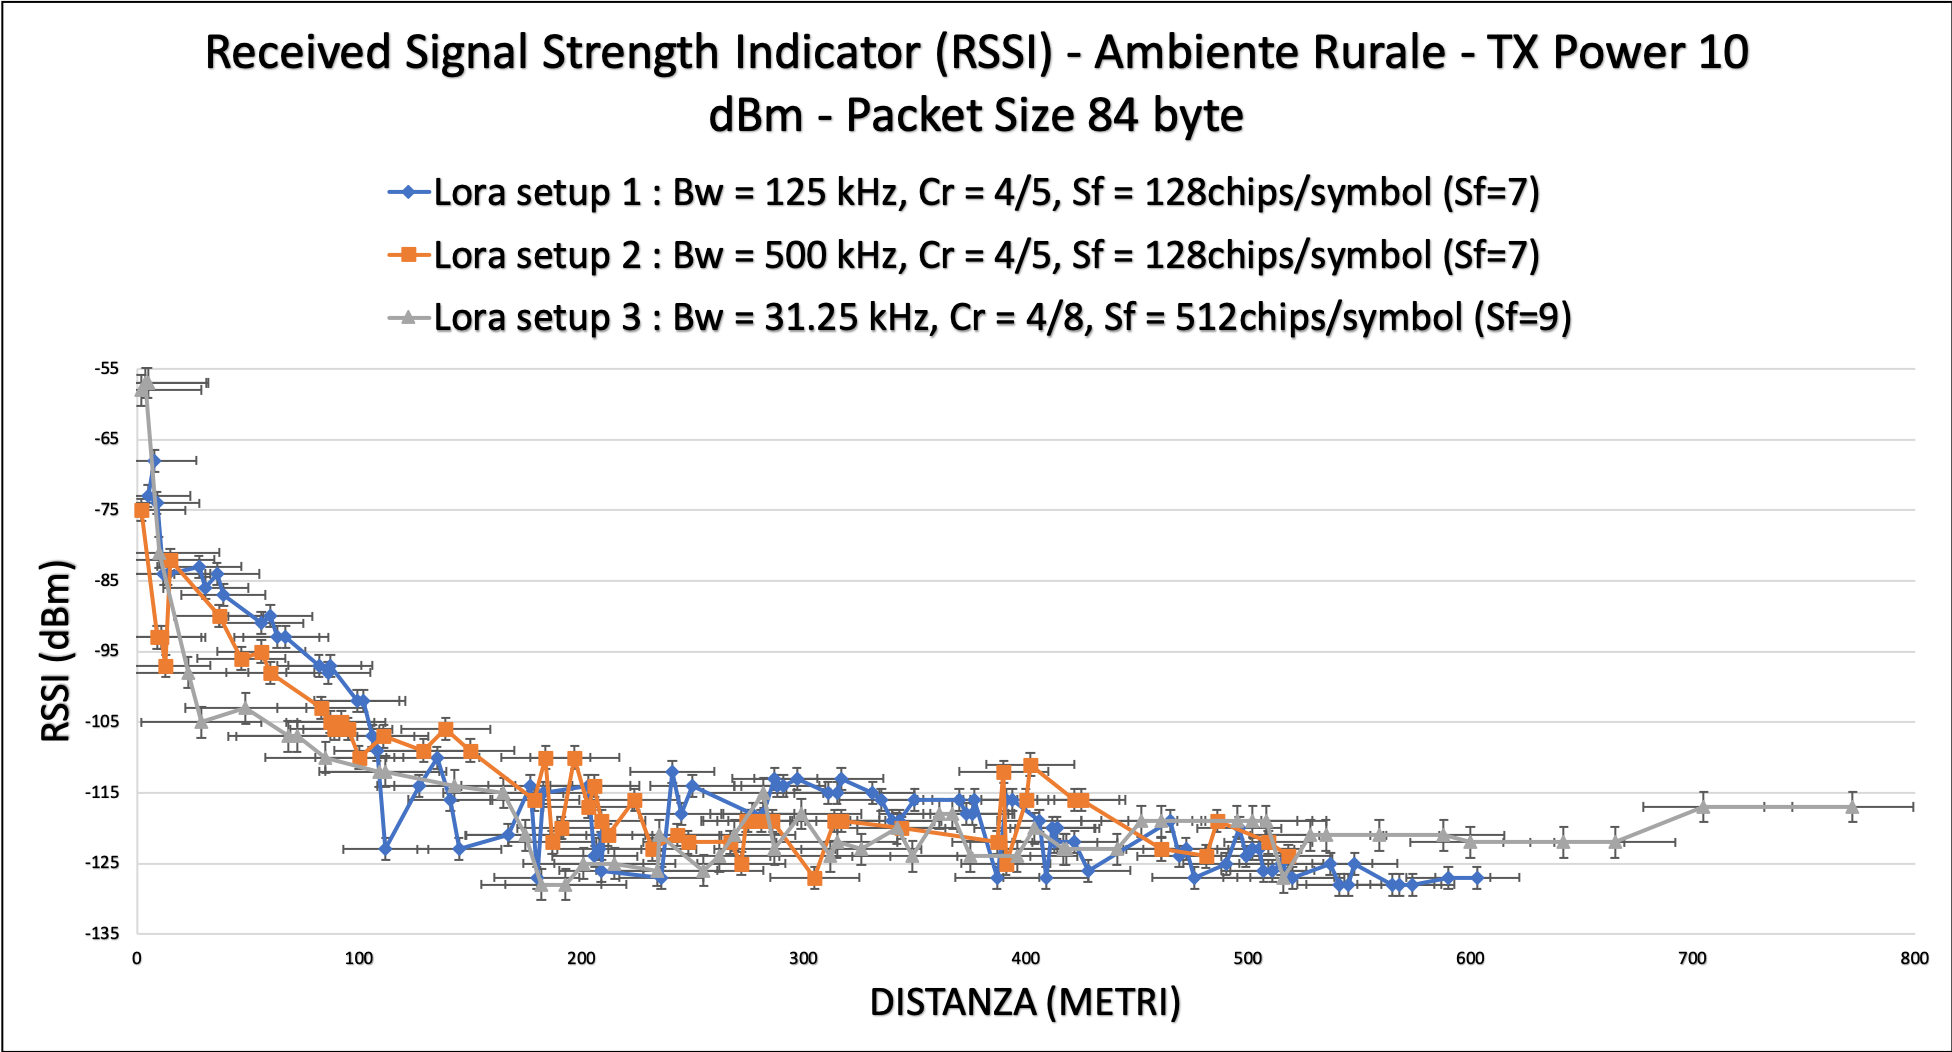 Received Signal Strength Indicator (RSSI) - Ambiente Rurale - TX Power 10
dBm - Packet Size 84 byte
Lora setup 1 : Bw = 125 kHz, Cr = 4/5, Sf = 128chips/symbol (Sf=7)
Lora setup 2 : Bw = 500 kHz, Cr = 4/5, Sf = 128chips/symbol (Sf=7)
Lora setup 3 : Bw = 31.25 kHz, Cr = 4/8, Sf = 512chips/symbol (Sf=9)
RSSI (dBm)
-55
-65
-75
-85
-95
-105
-115
-125
-135
0 100 200 300 400 500 600 700 800
DISTANZA (METRI)